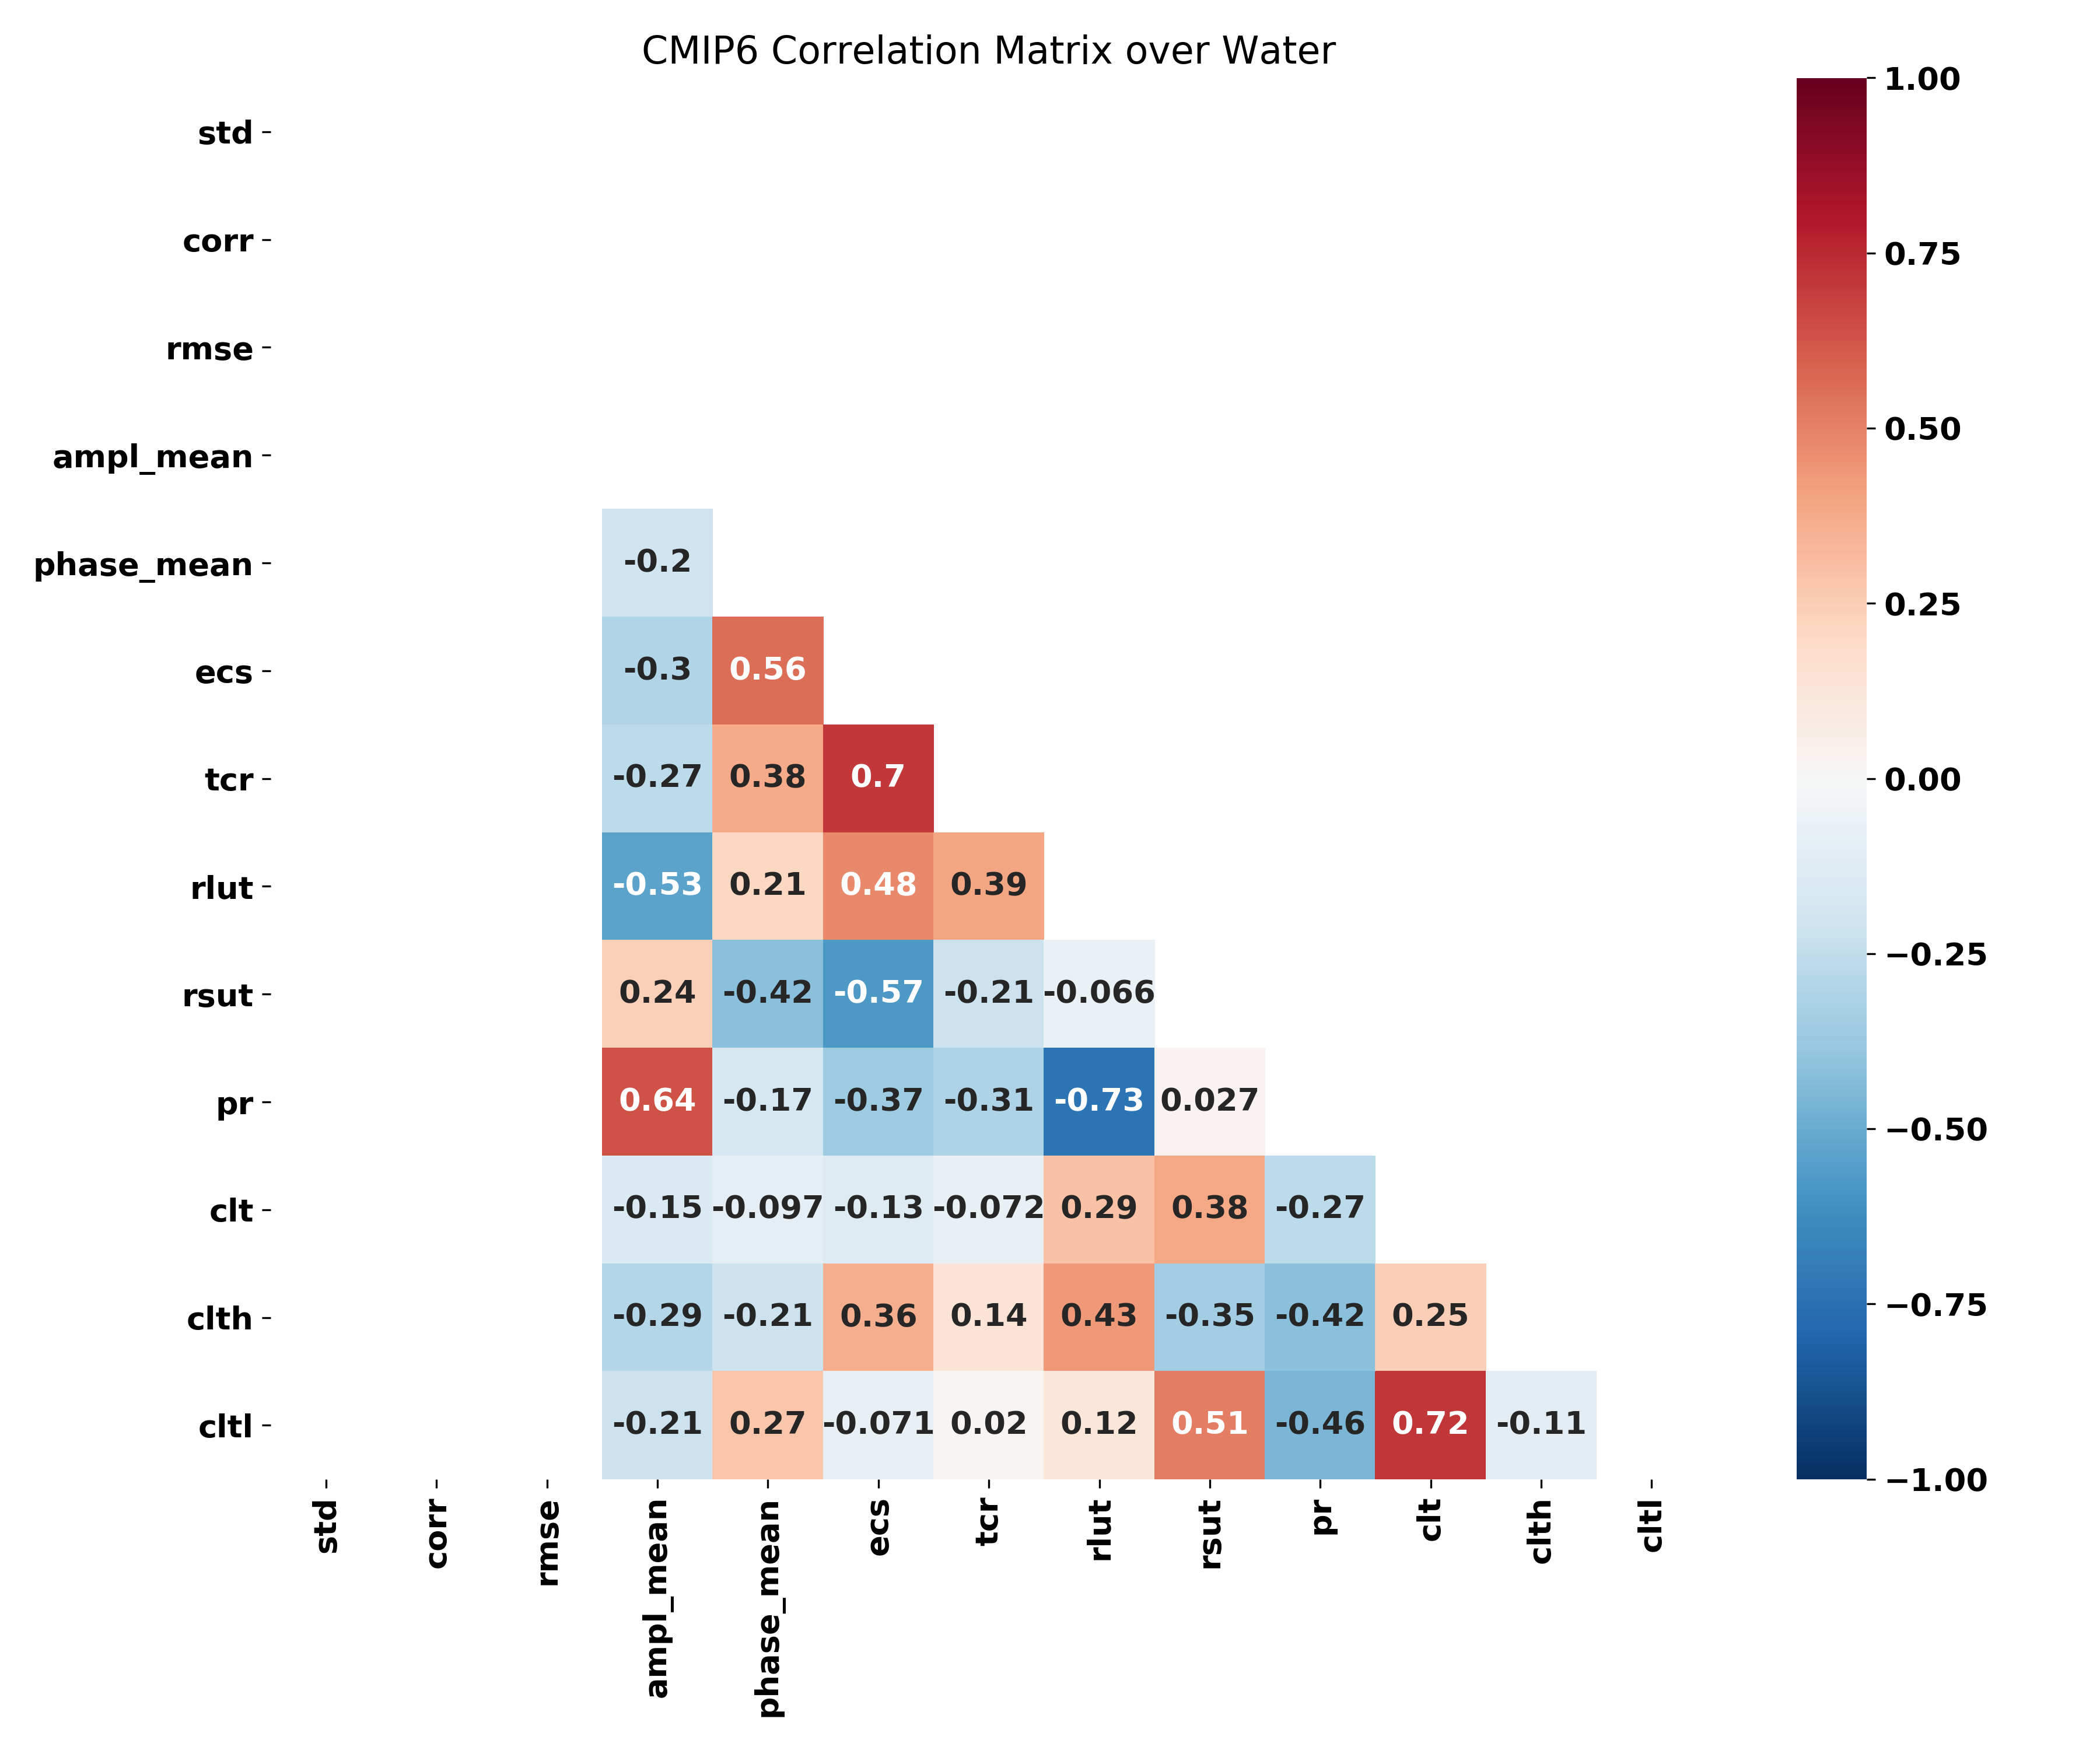 CMIP6 Correlation Matrix over Water
std
corr
rmse
ampl_mean
phase_mean -0.2
ecs -0.3 0.56
tcr -0.27 0.38 0.7
rlut -0.53 0.21 0.48 0.39
rsut 0.24 -0.42 -0.57 -0.21 -0.066
pr 0.64 -0.17 -0.37 -0.31 -0.73 0.027
clt -0.15 -0.097 -0.13 -0.072 0.29 0.38 -0.27
clth -0.29 -0.21 0.36 0.14 0.43 -0.35 -0.42 0.25
cltl -0.21 0.27 -0.071 0.02 0.12 0.51 -0.46 0.72 -0.11
std corr rmse ampl_mean phase_mean ecs tcr rlut rsut pr clt clth cltl
1.00
0.75
0.50
0.25
0.00
−0.25
−0.50
−0.75
−1.00